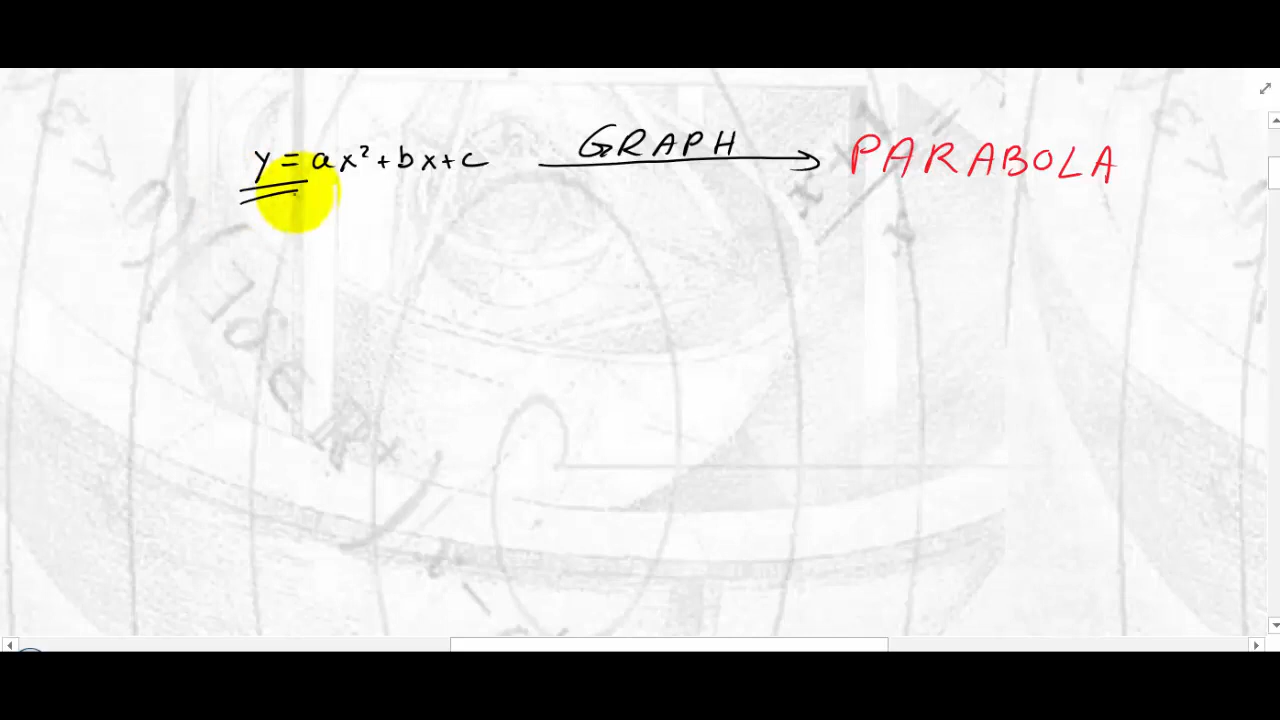 y = ax² + bx + c GRAPH PARABOLA